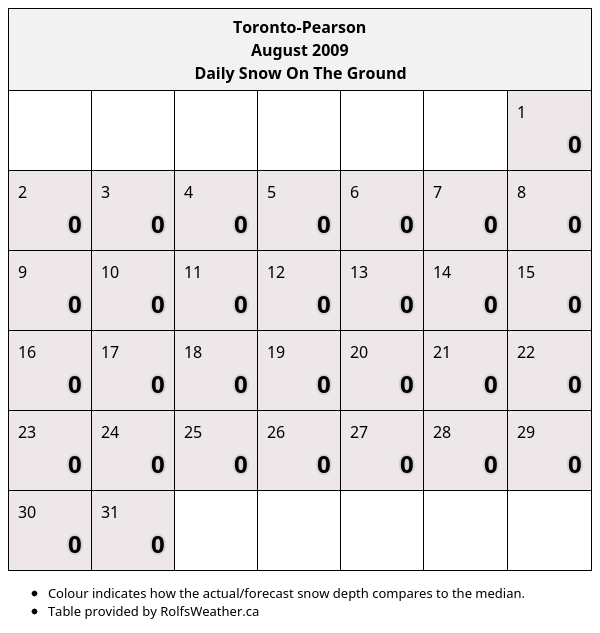 Toronto-Pearson
August 2009
Daily Snow On The Ground
1
0
2 3 4 5 6 7 8
0 0 0 0 0 0 0
9 10 11 12 13 14 15
0 0 0 0 0 0 0
16 17 18 19 20 21 22
0 0 0 0 0 0 0
23 24 25 26 27 28 29
0 0 0 0 0 0 0
30 31
0 0
• Colour indicates how the actual/forecast snow depth compares to the median.
• Table provided by RolfsWeather.ca